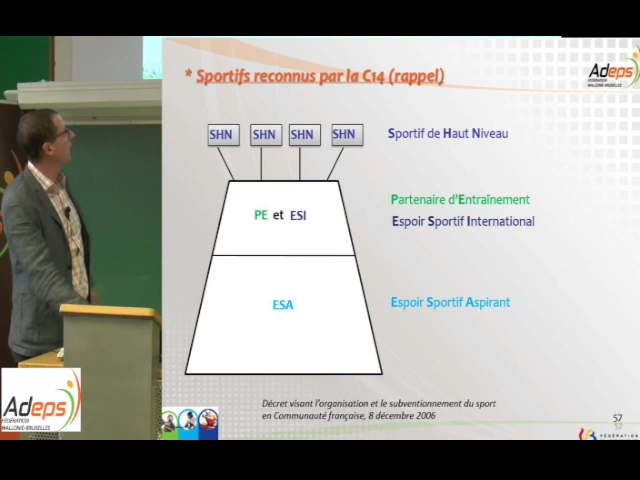 * Sportifs reconnus par la C14 (rappel)
Adeps
FÉDÉRATION
WALLONIE-BRUXELLES
SHN SHN SHN SHN
Sportif de Haut Niveau
PE et ESI
Partenaire d'Entraînement
Espoir Sportif International
ESA
Espoir Sportif Aspirant
Décret visant l'organisation et le subventionnement du sport
en Communauté française, 8 décembre 2006
57
57
FÉDÉRATION
Adeps
FÉDÉRATION
WALLONIE-BRUXELLES